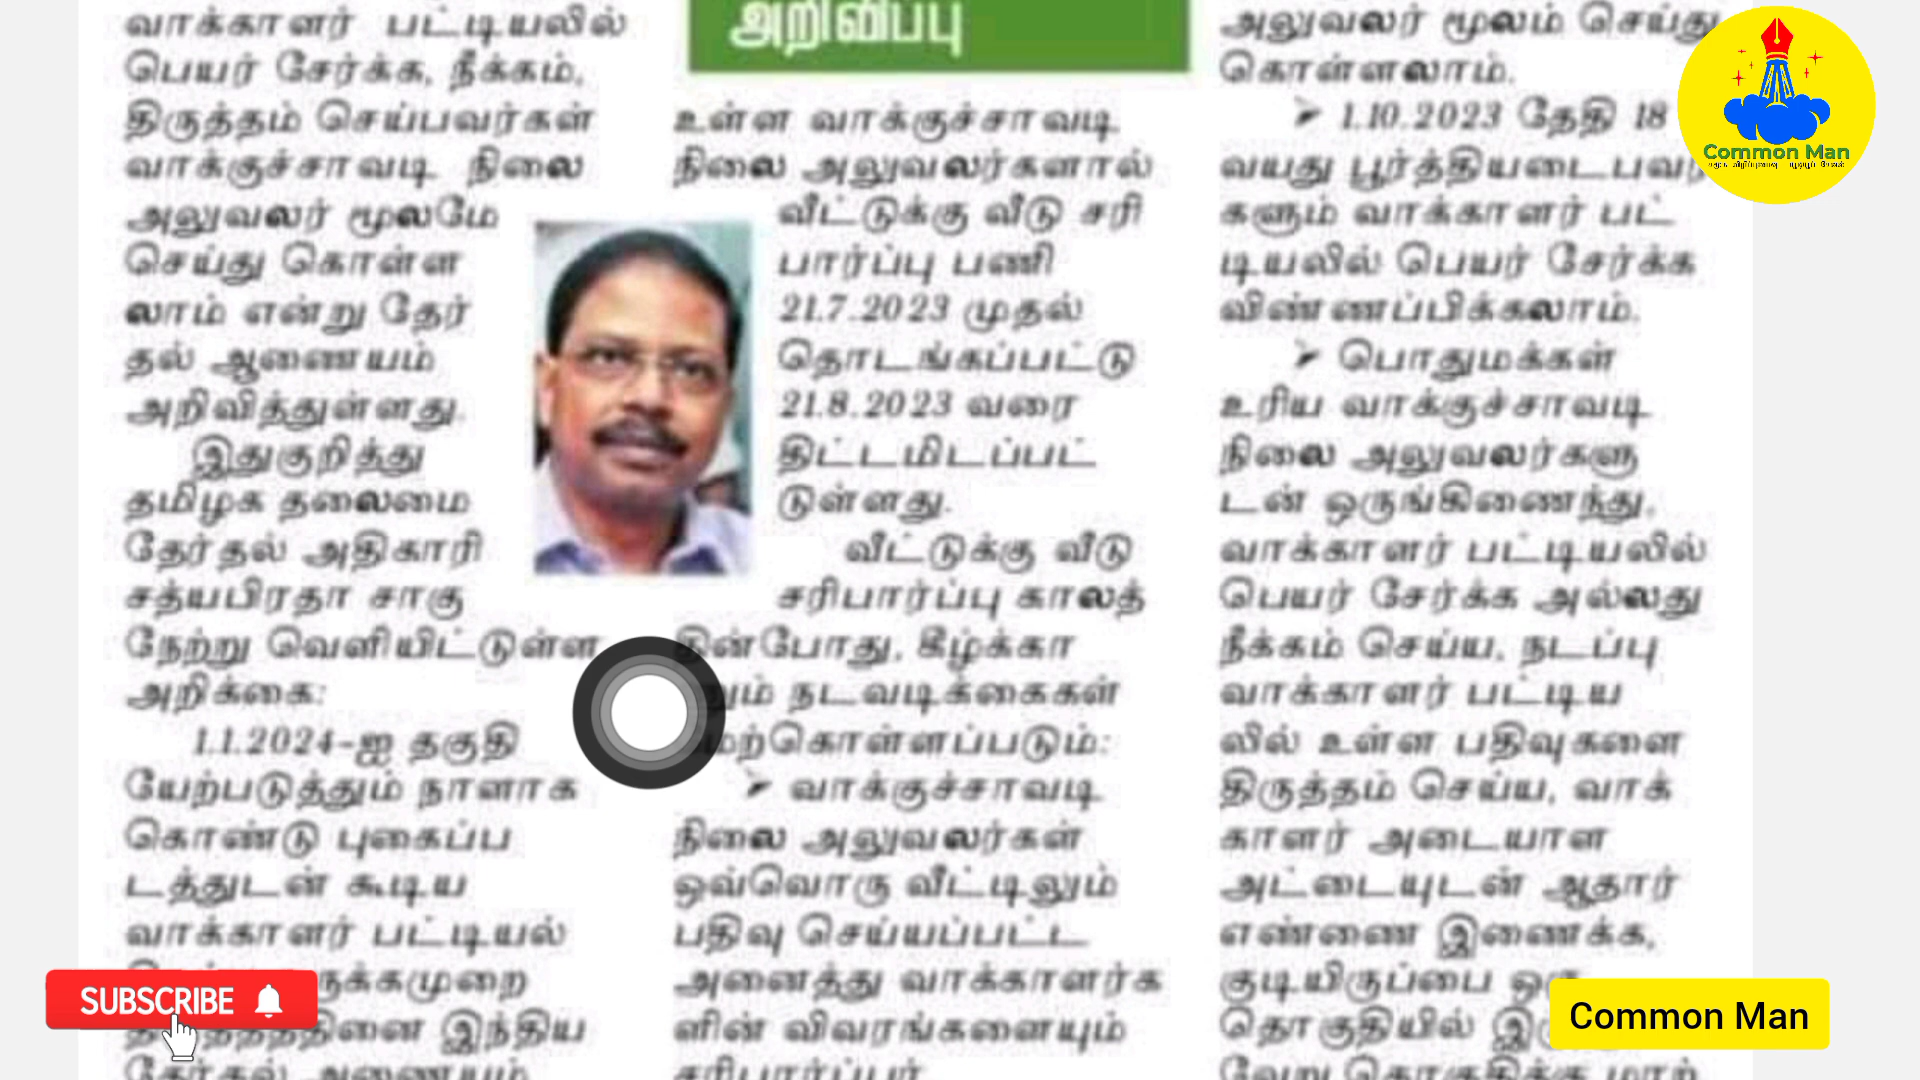 வாக்காளர் பட்டியலில்
பெயர் சேர்க்க, நீக்கம்,
திருத்தம் செய்பவர்கள்
வாக்குச்சாவடி நிலை
அலுவலர் மூலமே
செய்து கொள்ள
லாம் என்று தேர்
தல் ஆணையம்
அறிவித்துள்ளது.
இதுகுறித்து
தமிழக தலைமை
தேர்தல் அதிகாரி
சத்யபிரதா சாகு
நேற்று வெளியிட்டுள்ள
அறிக்கை:
1.1.2024-ஐ தகுதி
யேற்படுத்தும் நாளாக
கொண்டு புகைப்ப
டத்துடன் கூடிய
வாக்காளர் பட்டியல்
இந்திய
தேர்தல் ஆணையம்
அறிவிப்பு
உள்ள வாக்குச்சாவடி
நிலை அலுவலர்களால்
வீட்டுக்கு வீடு சரி
பார்ப்பு பணி
21.7.2023 முதல்
தொடங்கப்பட்டு
21.8.2023 வரை
திட்டமிடப்பட்
டுள்ளது.
வீட்டுக்கு வீடு
சரிபார்ப்பு காலத்
தின்போது, கீழ்க்கா
ணும் நடவடிக்கைகள்
மேற்கொள்ளப்படும்:
➤ வாக்குச்சாவடி
நிலை அலுவலர்கள்
ஒவ்வொரு வீட்டிலும்
பதிவு செய்யப்பட்ட
அனைத்து வாக்காளர்க
ளின் விவரங்களையும்
சரிபார்ப்பர்
அலுவலர் மூலம் செய்து
கொள்ளலாம்.
➤ 1.10.2023 தேதி 18
வயது பூர்த்தியடைபவர்
களும் வாக்காளர் பட்
டியலில் பெயர் சேர்க்க
விண்ணப்பிக்கலாம்.
➤ பொதுமக்கள்
உரிய வாக்குச்சாவடி
நிலை அலுவலர்களு
டன் ஒருங்கிணைந்து,
வாக்காளர் பட்டியலில்
பெயர் சேர்க்க அல்லது
நீக்கம் செய்ய, நடப்பு
வாக்காளர் பட்டிய
லில் உள்ள பதிவுகளை
திருத்தம் செய்ய, வாக்
காளர் அடையாள
அட்டையுடன் ஆதார்
எண்ணை இணைக்க,
குடியிருப்பை ஒரு
தொகுதியில்
வேறு தொகுதிக்கு மாற்
Common Man
SUBSCRIBE
Common Man